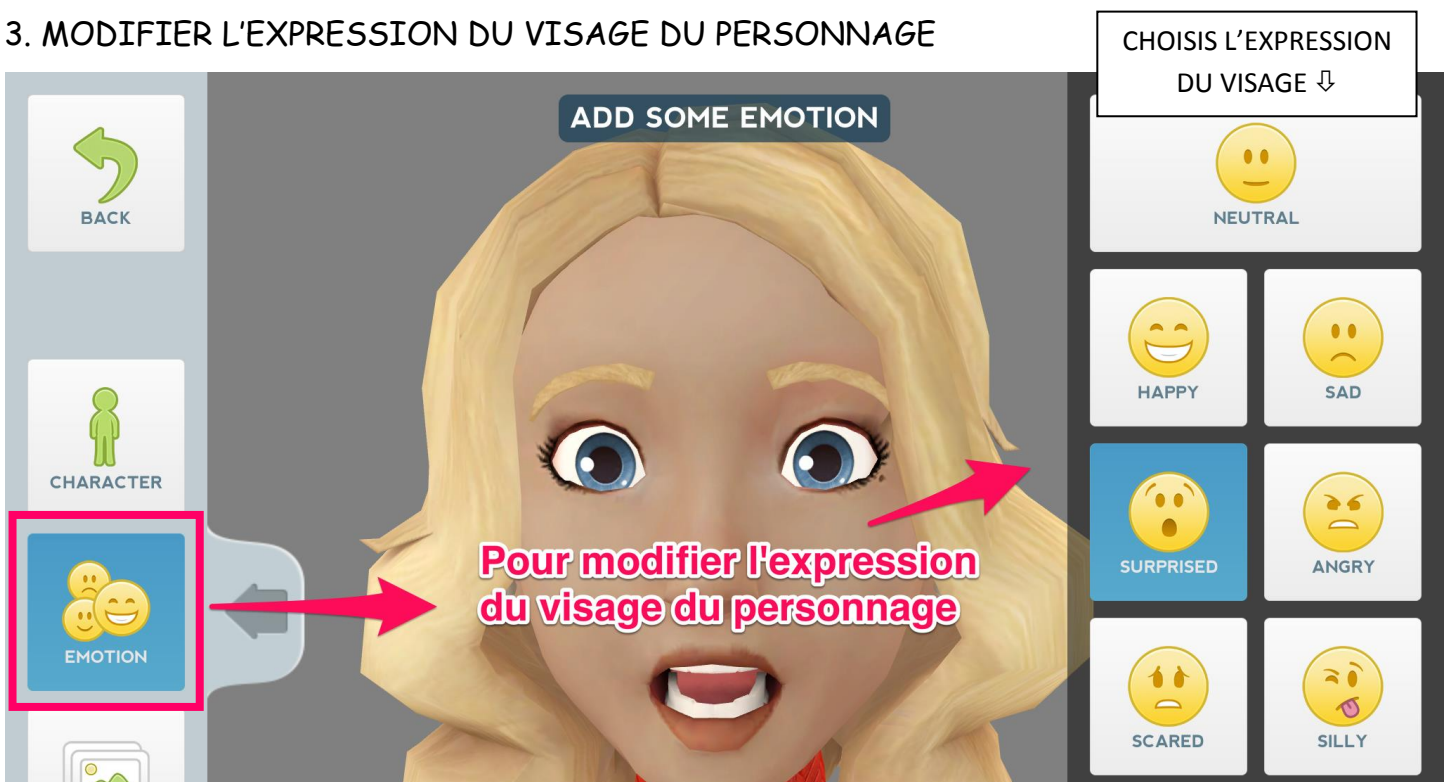 3. MODIFIER L'EXPRESSION DU VISAGE DU PERSONNAGE
CHOISIS L'EXPRESSION
DU VISAGE ⇩
ADD SOME EMOTION
BACK
CHARACTER
EMOTION
Pour modifier l'expression
du visage du personnage
NEUTRAL
HAPPY
SAD
SURPRISED
ANGRY
SCARED
SILLY